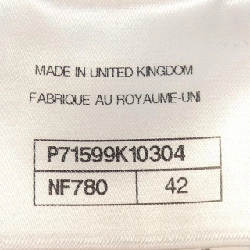 MADE IN UNITED KINGDOM
FABRIQUE AU ROYAUME-UNI
P71599K10304
NF780 42